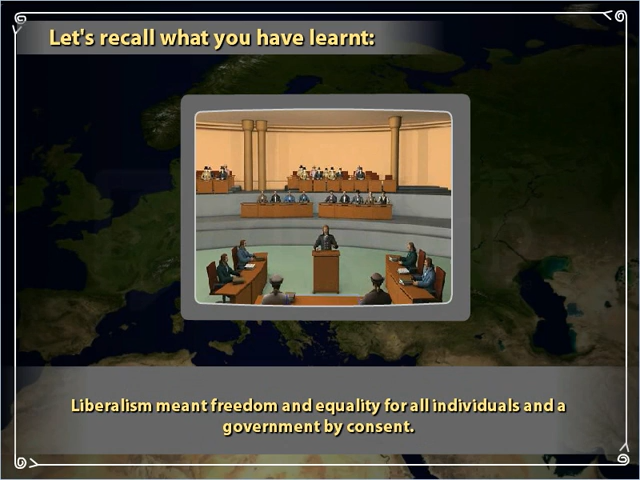 Let's recall what you have learnt:
Liberalism meant freedom and equality for all individuals and a
government by consent.